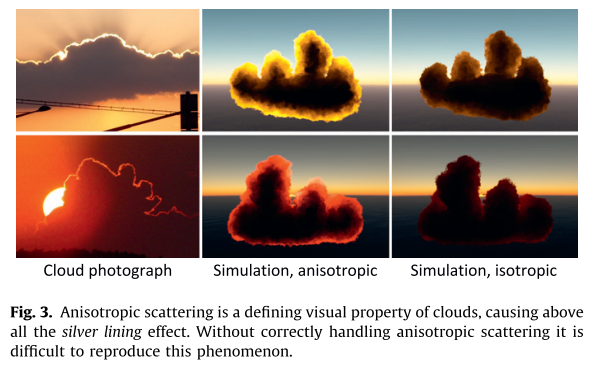 Cloud photograph
Simulation, anisotropic
Simulation, isotropic
Fig. 3. Anisotropic scattering is a defining visual property of clouds, causing above
all the silver lining effect. Without correctly handling anisotropic scattering it is
difficult to reproduce this phenomenon.